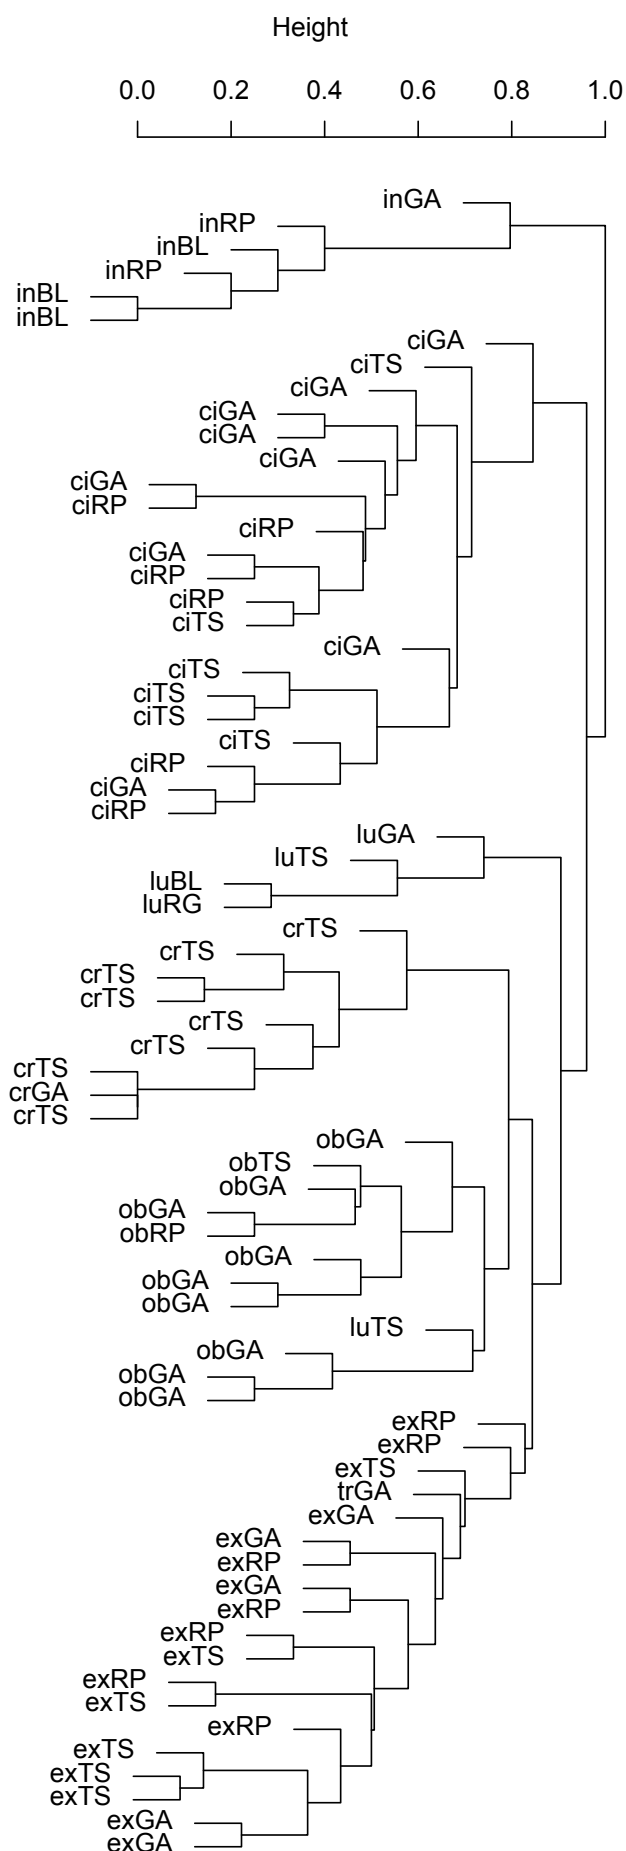 Height
0.0 0.2 0.4 0.6 0.8 1.0
inGA
inRP
inBL
inRP
inBL
inBL
ciGA
ciTS
ciGA
ciGA
ciGA
ciGA
ciGA
ciRP
ciRP
ciGA
ciRP
ciRP
ciTS
ciGA
ciTS
ciTS
ciTS
ciTS
ciRP
ciGA
ciRP
luGA
luTS
luBL
luRG
crTS
crTS
crTS
crTS
crTS
crTS
crTS
crGA
crTS
obGA
obTS
obGA
obGA
obRP
obGA
obGA
obGA
luTS
obGA
obGA
obGA
exRP
exRP
exTS
trGA
exGA
exGA
exRP
exGA
exRP
exRP
exTS
exRP
exTS
exRP
exTS
exTS
exTS
exGA
exGA